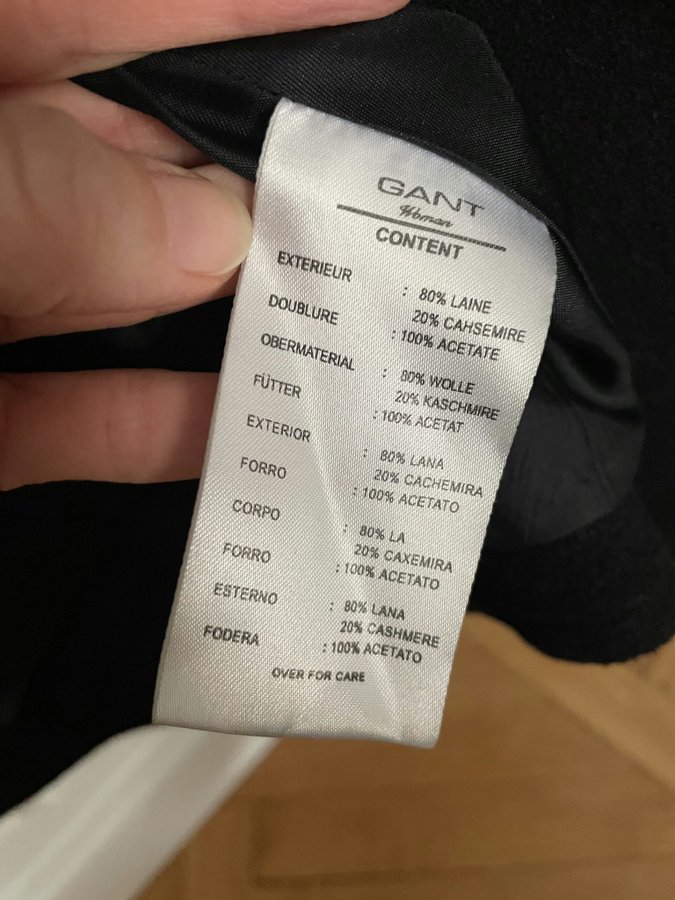 GANT
Woman
CONTENT
EXTERIEUR : 80% LAINE
20% CAHSEMIRE
DOUBLURE : 100% ACETATE
OBERMATERIAL : 80% WOLLE
20% KASCHMIRE
FÜTTER : 100% ACETAT
EXTERIOR : 80% LANA
20% CACHEMIRA
FORRO : 100% ACETATO
CORPO : 80% LA
20% CAXEMIRA
FORRO : 100% ACETATO
ESTERNO : 80% LANA
20% CASHMERE
FODERA : 100% ACETATO
OVER FOR CARE